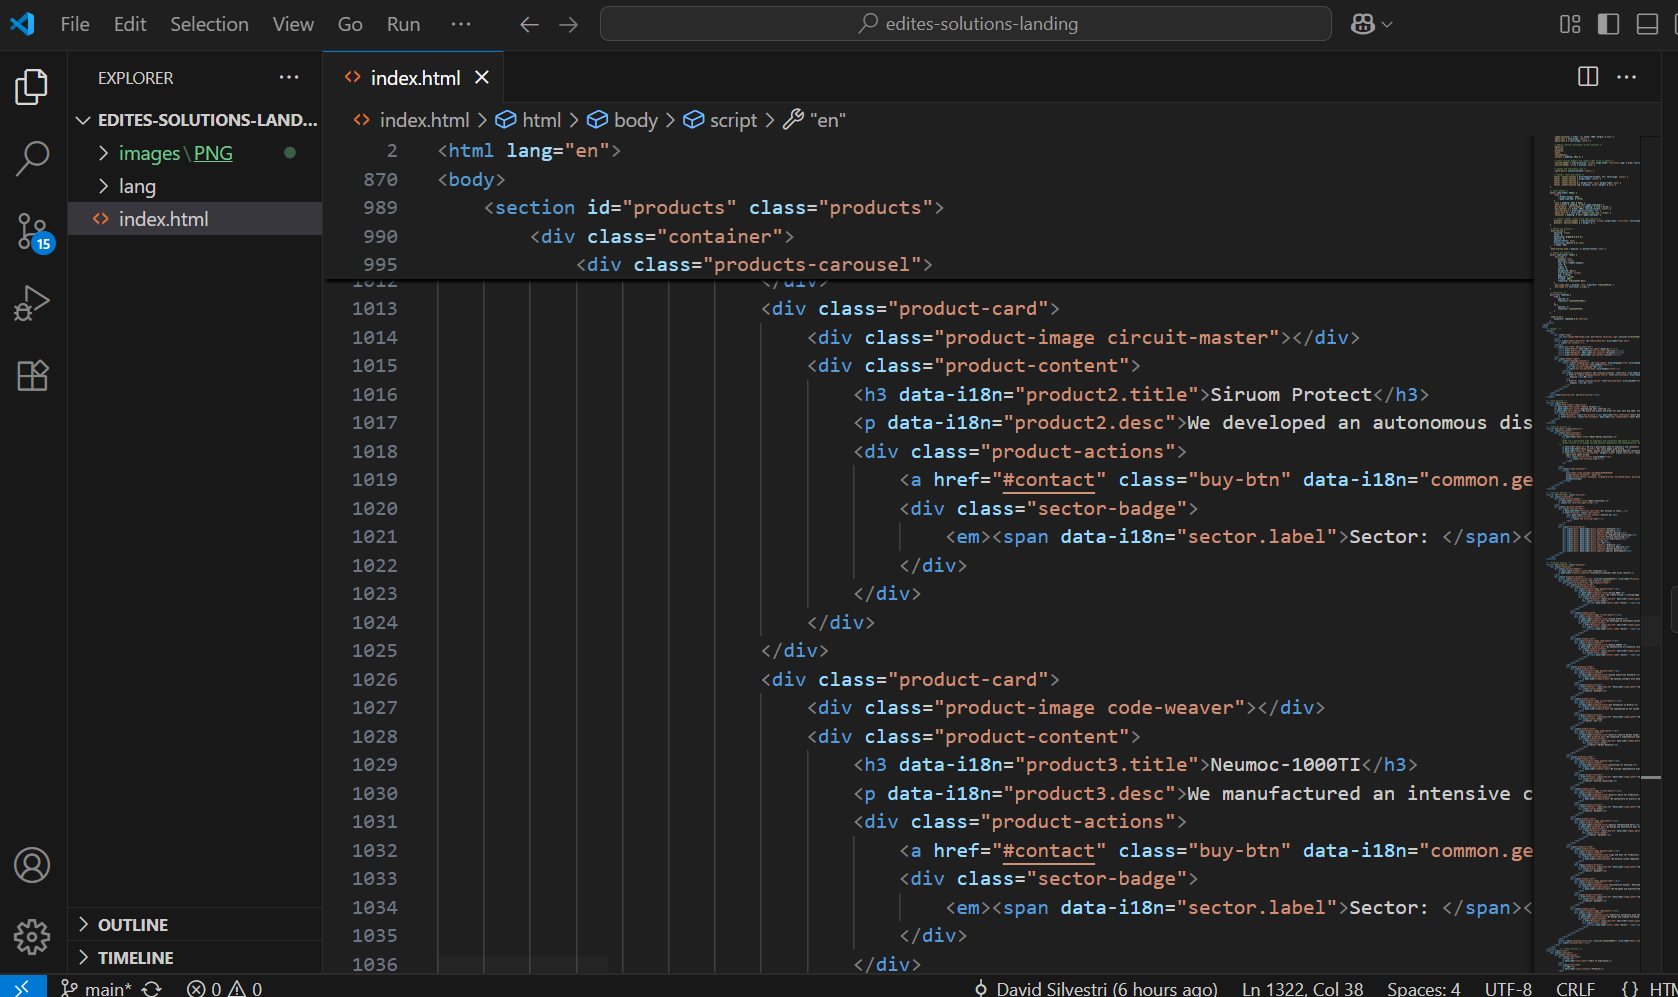 File Edit Selection View Go Run ··· edites-solutions-landing
EXPLORER ···
EDITES-SOLUTIONS-LAND...
images\PNG
lang
index.html
15
OUTLINE
TIMELINE
index.html
index.html > html > body > script > "en"
2 <html lang="en">
870 <body>
989 <section id="products" class="products">
990 <div class="container">
995 <div class="products-carousel">
1012 </div>
1013 <div class="product-card">
1014 <div class="product-image circuit-master"></div>
1015 <div class="product-content">
1016 <h3 data-i18n="product2.title">Siruom Protect</h3>
1017 <p data-i18n="product2.desc">We developed an autonomous dis
1018 <div class="product-actions">
1019 <a href="#contact" class="buy-btn" data-i18n="common.ge
1020 <div class="sector-badge">
1021 <em><span data-i18n="sector.label">Sector: </span><
1022 </div>
1023 </div>
1024 </div>
1025 </div>
1026 <div class="product-card">
1027 <div class="product-image code-weaver"></div>
1028 <div class="product-content">
1029 <h3 data-i18n="product3.title">Neumoc-1000TI</h3>
1030 <p data-i18n="product3.desc">We manufactured an intensive c
1031 <div class="product-actions">
1032 <a href="#contact" class="buy-btn" data-i18n="common.ge
1033 <div class="sector-badge">
1034 <em><span data-i18n="sector.label">Sector: </span><
1035 </div>
1036 </div>
main* 0 0 David Silvestri (6 hours ago) Ln 1322, Col 38 Spaces: 4 UTF-8 CRLF {} HTM